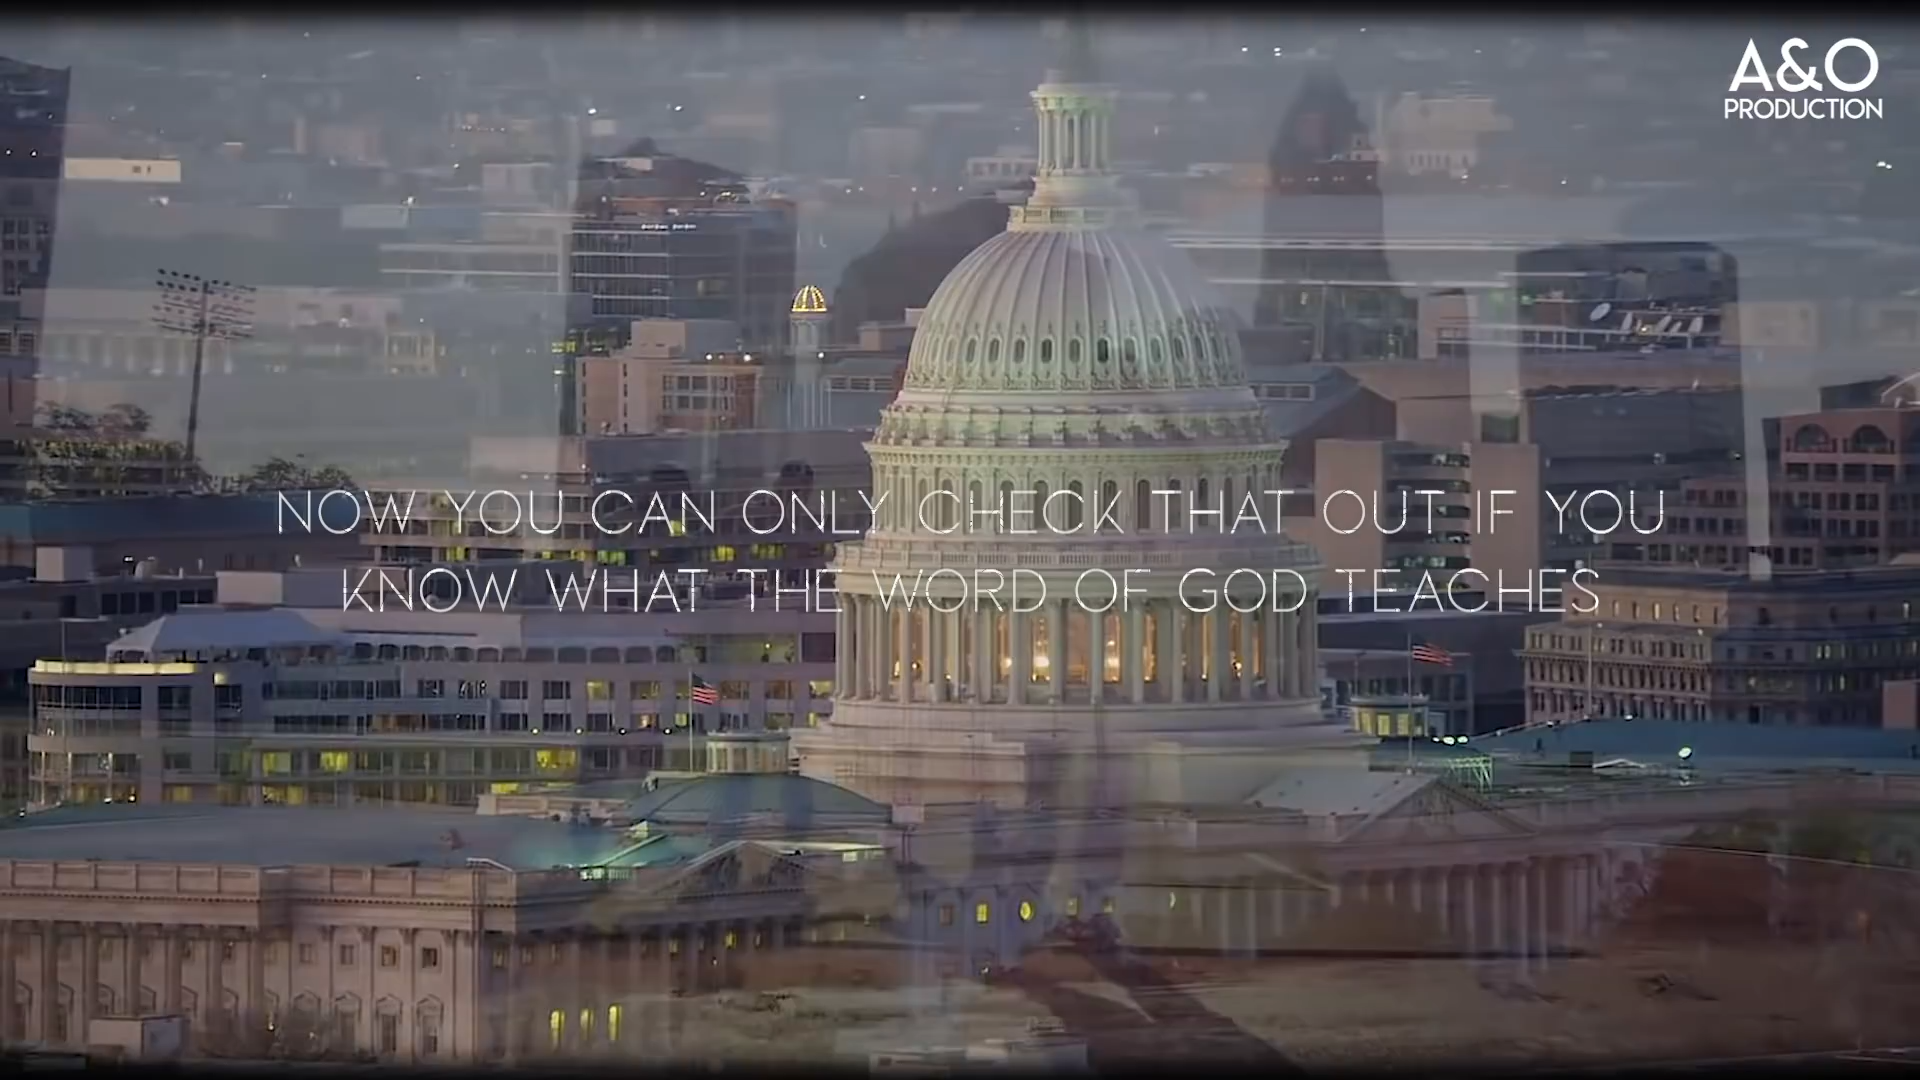 A&O
PRODUCTION
NOW YOU CAN ONLY CHECK THAT OUT IF YOU
KNOW WHAT THE WORD OF GOD TEACHES